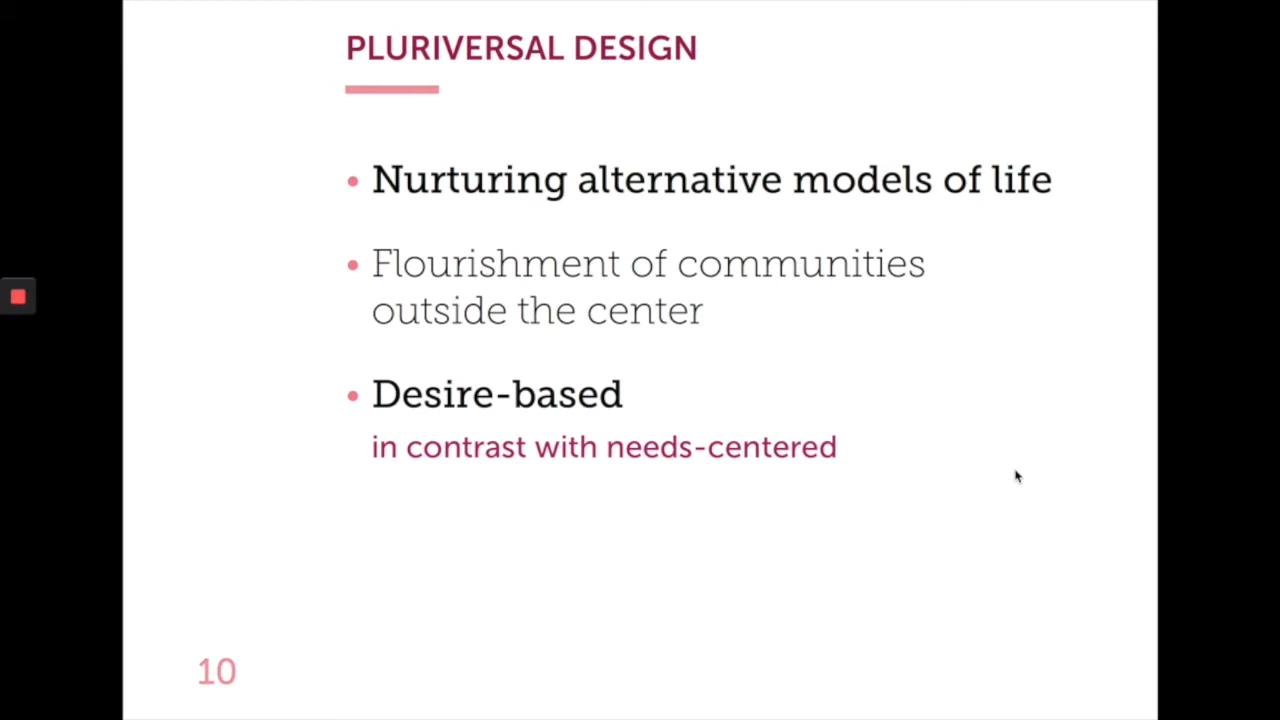 PLURIVERSAL DESIGN
• Nurturing alternative models of life
• Flourishment of communities
outside the center
• Desire-based
in contrast with needs-centered
10